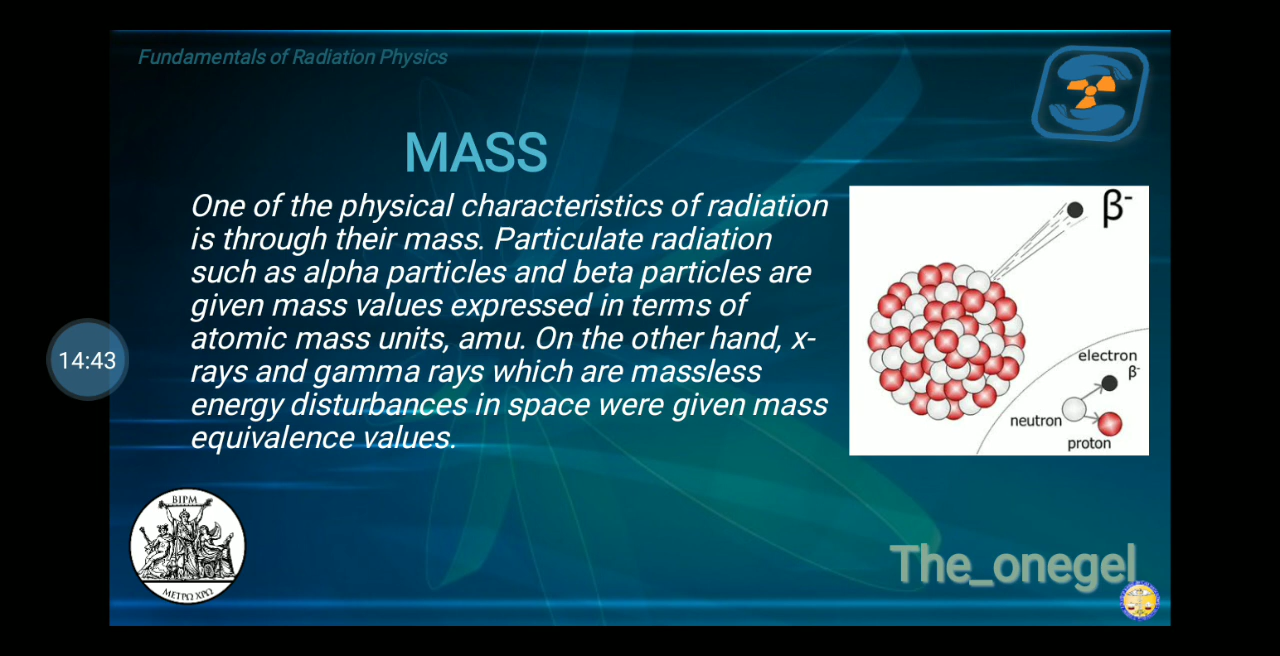 Fundamentals of Radiation Physics
MASS
One of the physical characteristics of radiation
is through their mass. Particulate radiation
such as alpha particles and beta particles are
given mass values expressed in terms of
atomic mass units, amu. On the other hand, x-
rays and gamma rays which are massless
energy disturbances in space were given mass
equivalence values.
β-
electron
β-
neutron
proton
14:43
BIPM
ΜΕΤΡΩ ΧΡΩ
The_onegel